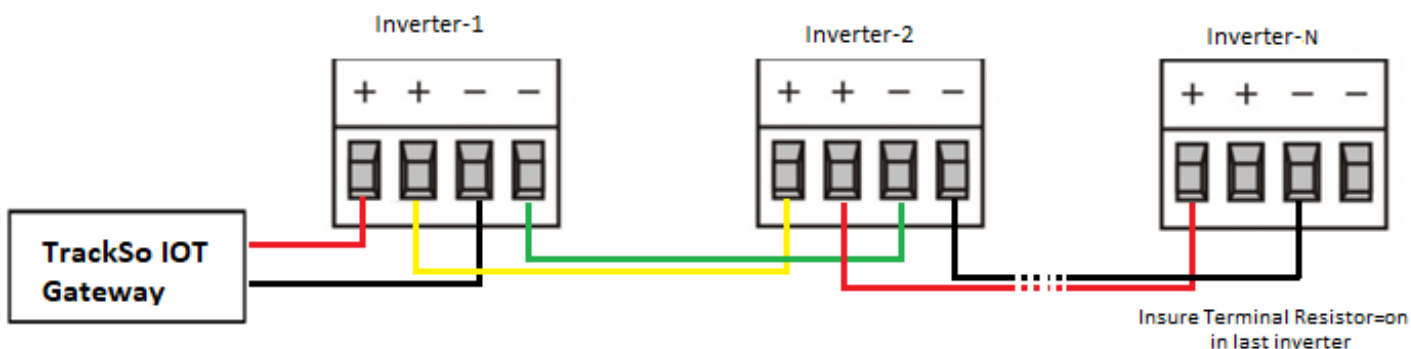 Inverter-1
Inverter-2
Inverter-N
+ + − −
+ + − −
+ + − −
TrackSo IOT
Gateway
Insure Terminal Resistor=on
in last inverter